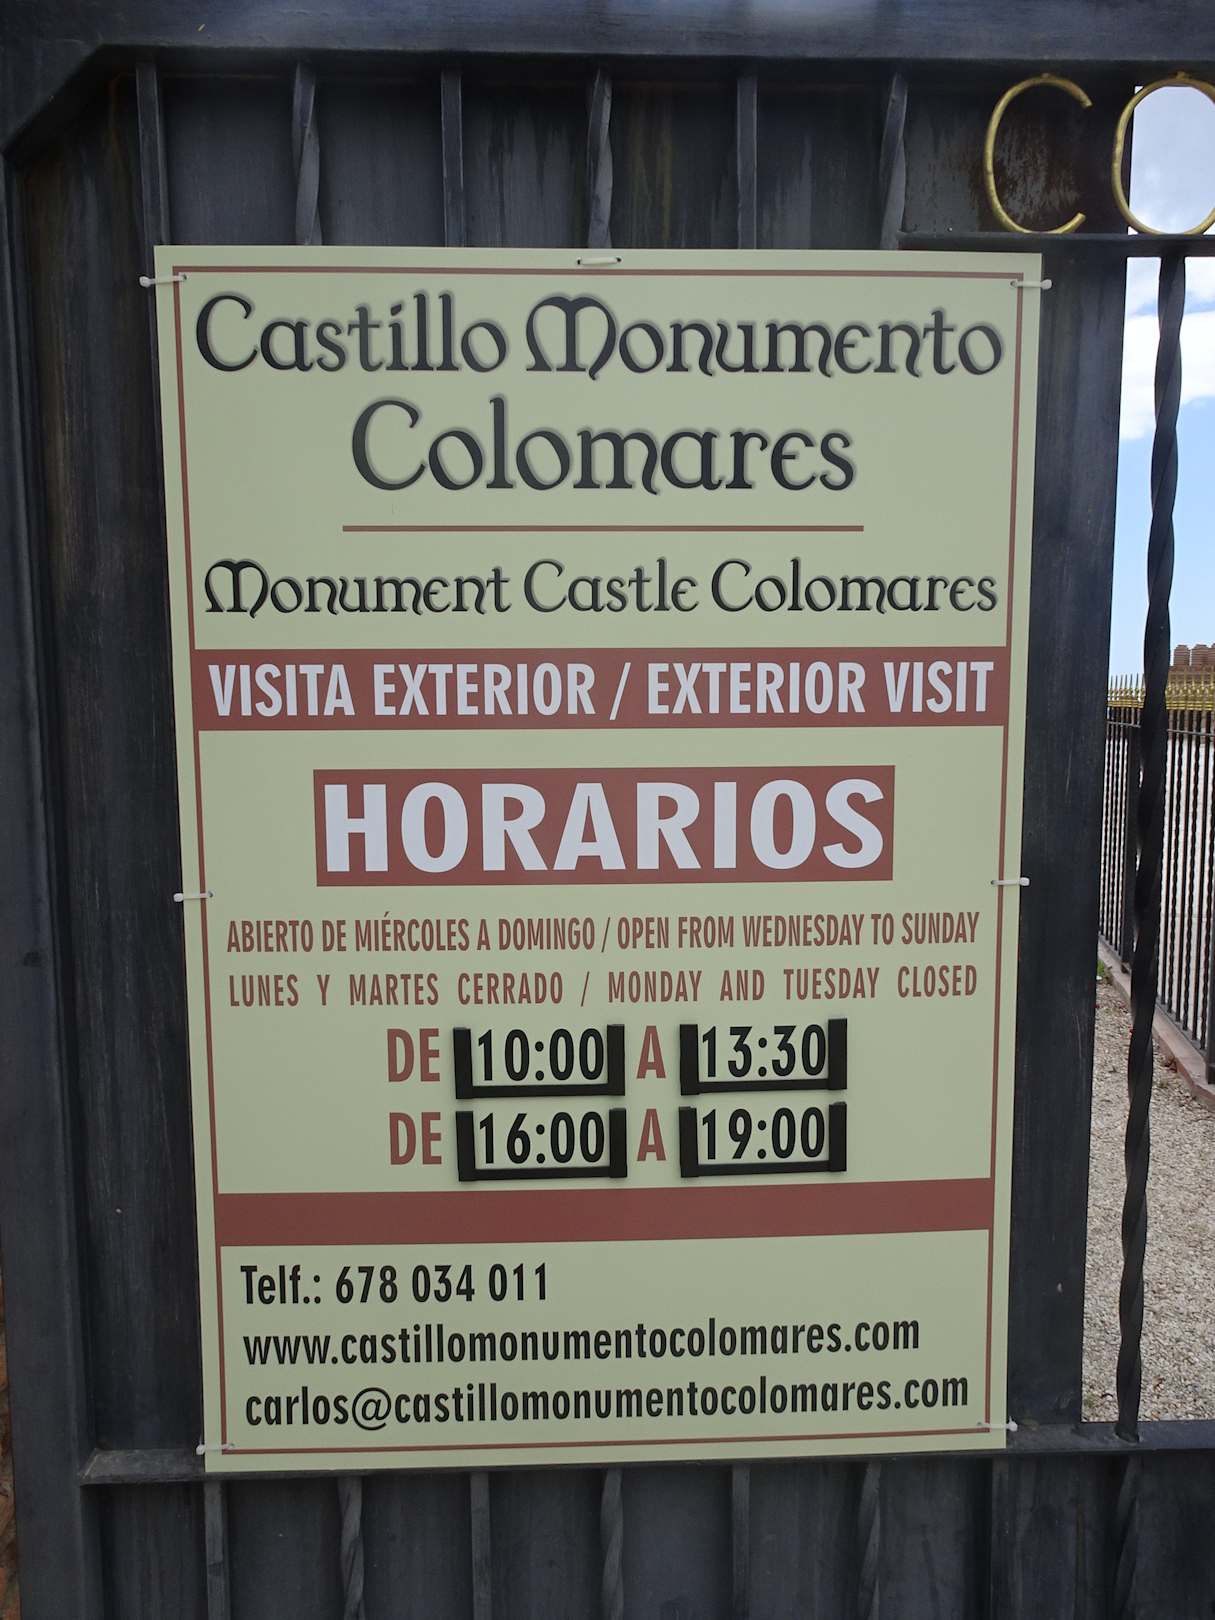 CO
Castillo Monumento
Colomares
Monument Castle Colomares
VISITA EXTERIOR / EXTERIOR VISIT
HORARIOS
ABIERTO DE MIÉRCOLES A DOMINGO / OPEN FROM WEDNESDAY TO SUNDAY
LUNES Y MARTES CERRADO / MONDAY AND TUESDAY CLOSED
DE 10:00 A 13:30
DE 16:00 A 19:00
Telf.: 678 034 011
www.castillomonumentocolomares.com
carlos@castillomonumentocolomares.com